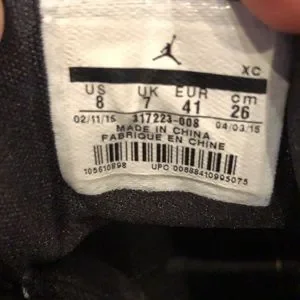 XC
US UK EUR cm
8 7 41 26
02/11/15 317223-008 04/03/15
MADE IN CHINA
FABRIQUE EN CHINE
105610898 UPC 00888410995075